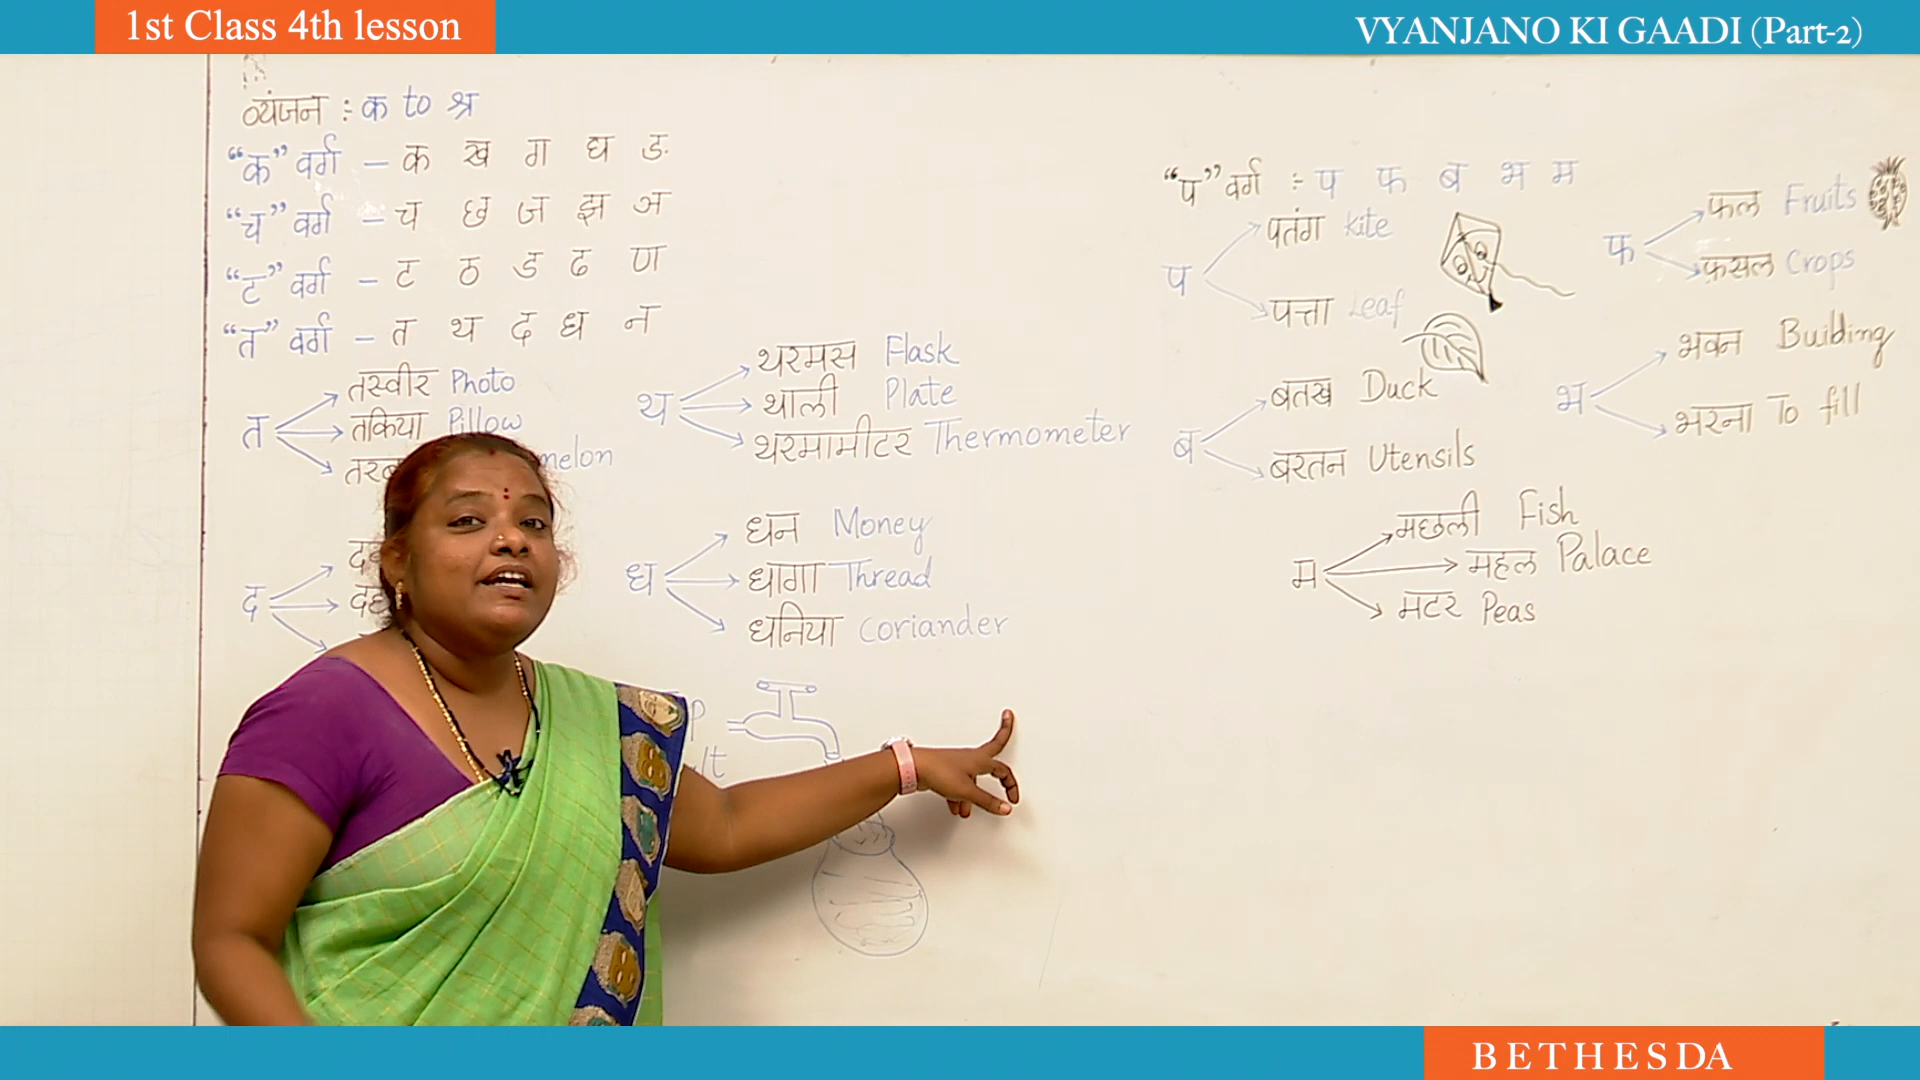 1st Class 4th lesson
VYANJANO KI GAADI (Part-2)
व्यंजन :- क to श्र
“क” वर्ग – क ख ग घ ङ
“च” वर्ग – च छ ज झ ञ
“ट” वर्ग – ट ठ ड ढ ण
“त” वर्ग – त थ द ध न
त
तस्वीर Photo
तकिया Pillow
थ
थरमस Flask
थाली Plate
थरमामीटर Thermometer
द
ध
धन Money
धागा Thread
धनिया Coriander
“प” वर्ग :- प फ ब भ म
प
पतंग Kite
पत्ता Leaf
फ
फल Fruits
फ़सल Crops
ब
बतख Duck
बरतन Utensils
भ
भवन Building
भरना To fill
म
मछली Fish
महल Palace
मटर Peas
BETHESDA